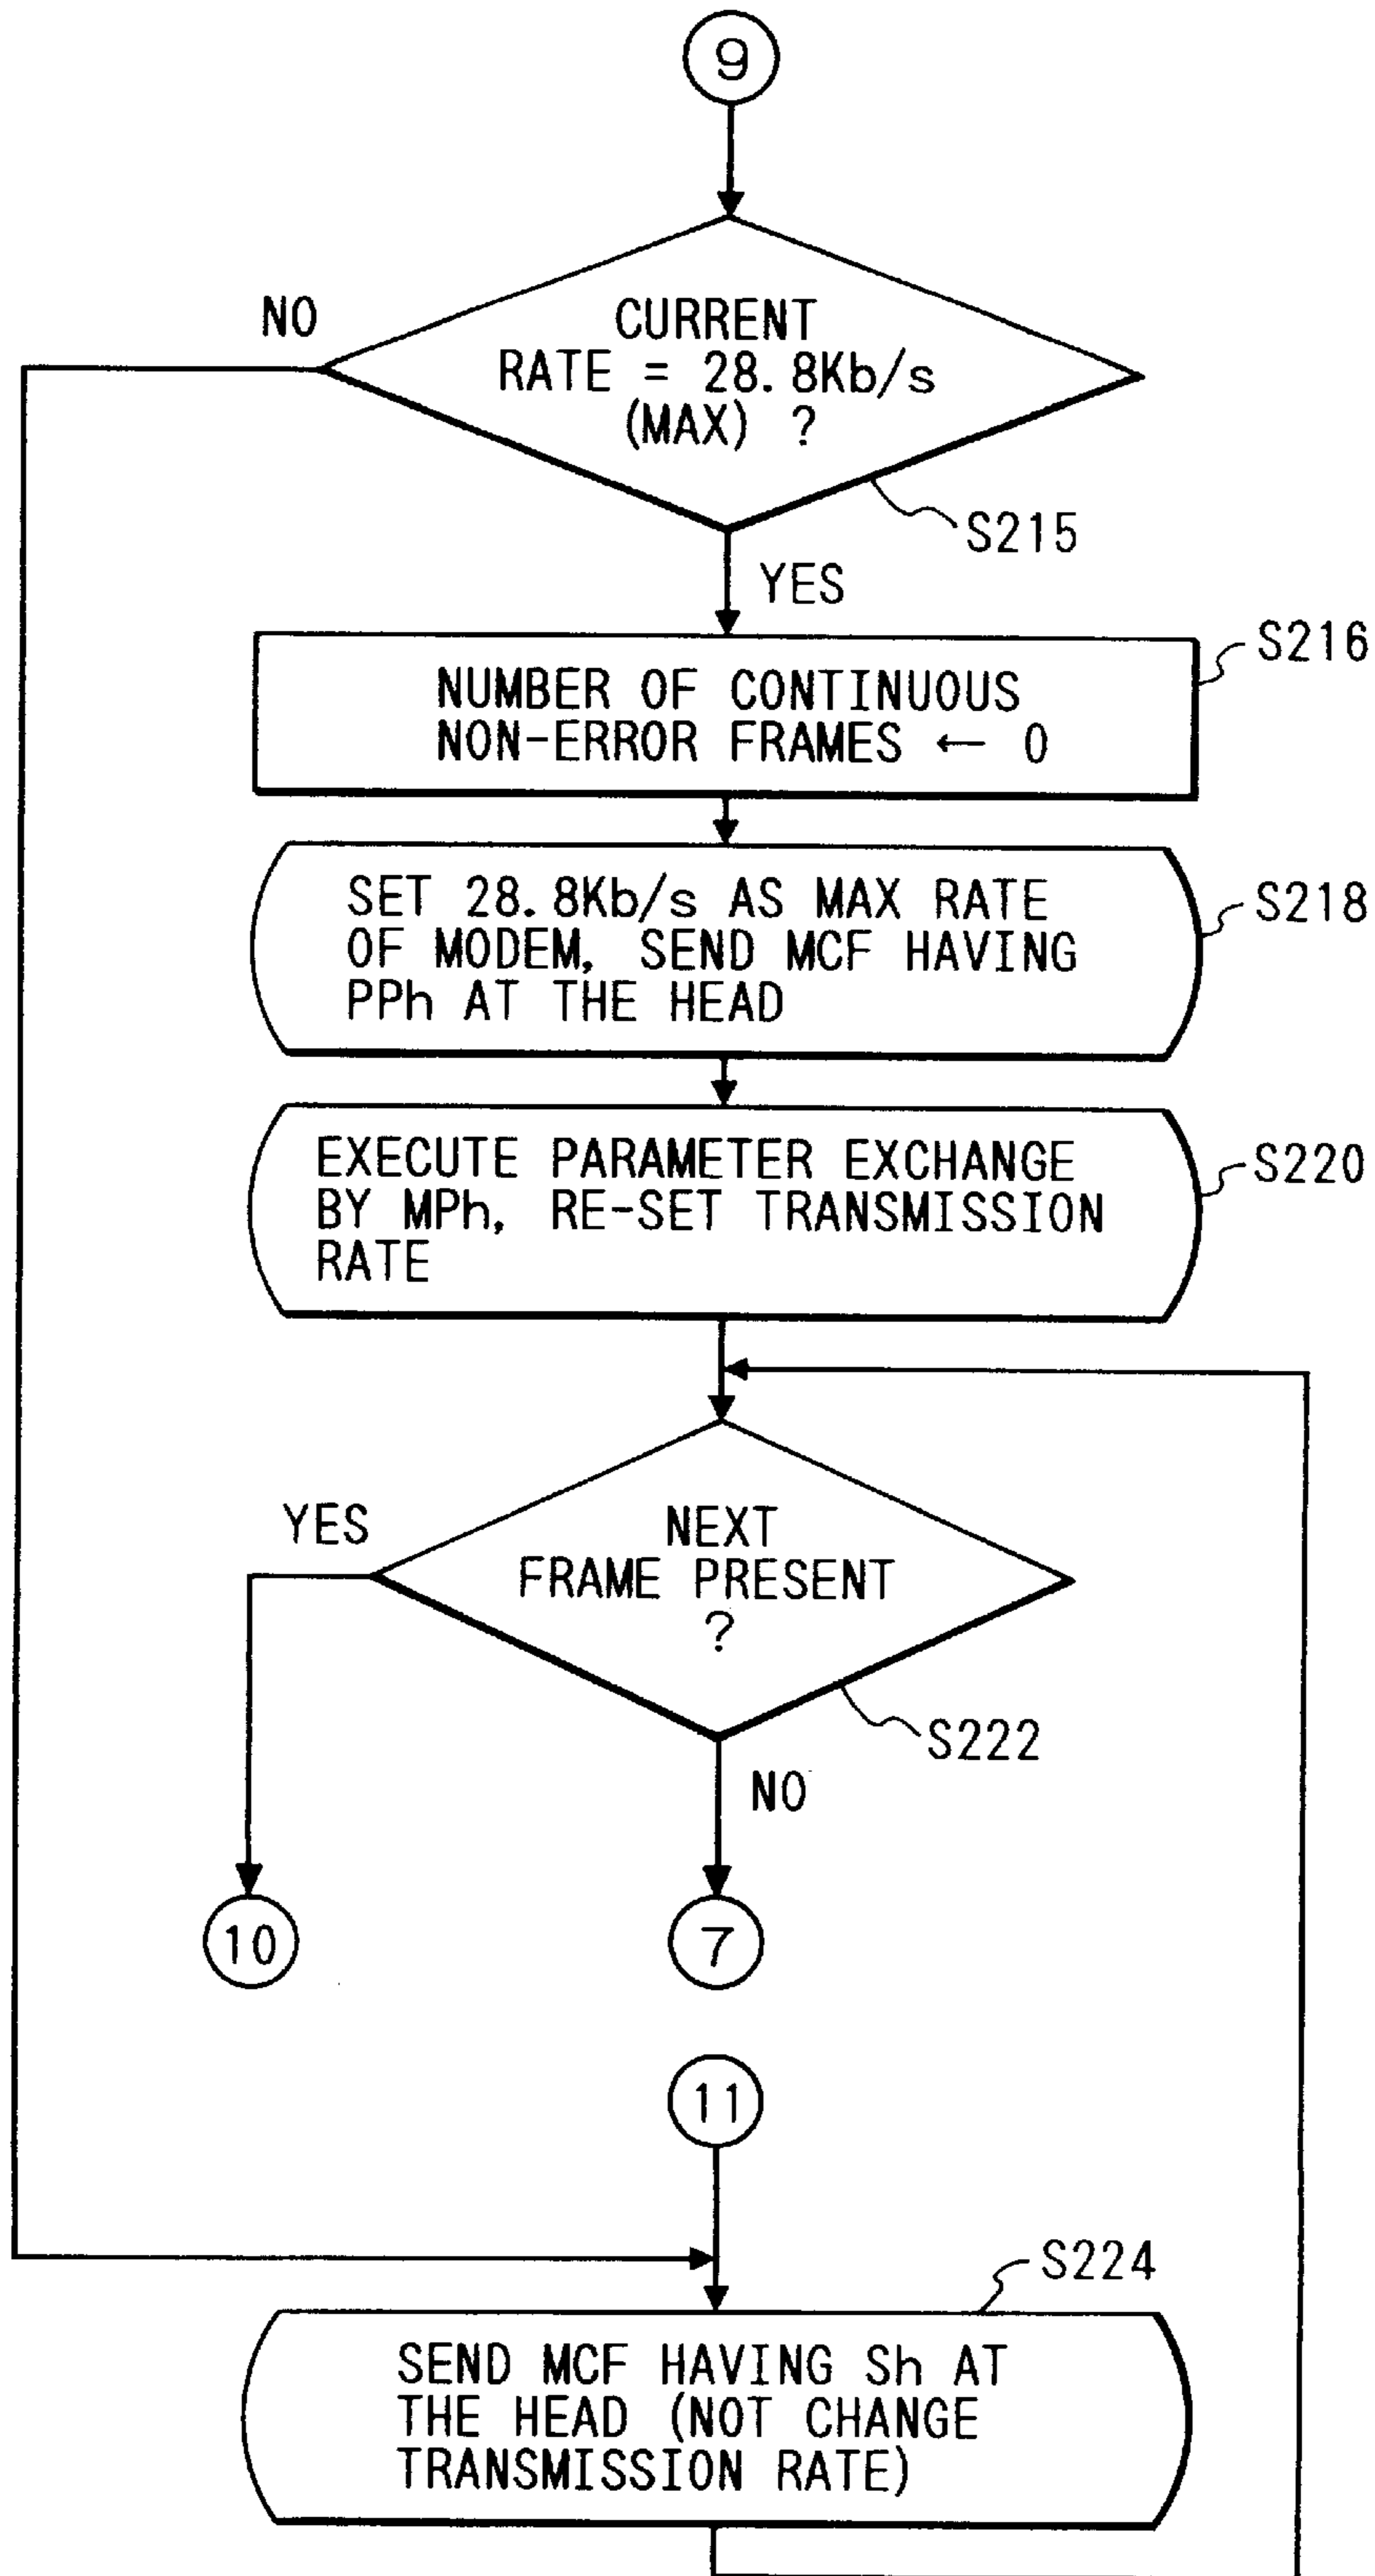 9
NO
CURRENT
RATE = 28.8Kb/s
(MAX) ?
S215
YES
S216
NUMBER OF CONTINUOUS
NON-ERROR FRAMES ← 0
SET 28.8Kb/s AS MAX RATE
OF MODEM, SEND MCF HAVING
PPh AT THE HEAD
S218
EXECUTE PARAMETER EXCHANGE
BY MPh, RE-SET TRANSMISSION
RATE
S220
YES
NEXT
FRAME PRESENT
?
S222
NO
10
7
11
S224
SEND MCF HAVING Sh AT
THE HEAD (NOT CHANGE
TRANSMISSION RATE)